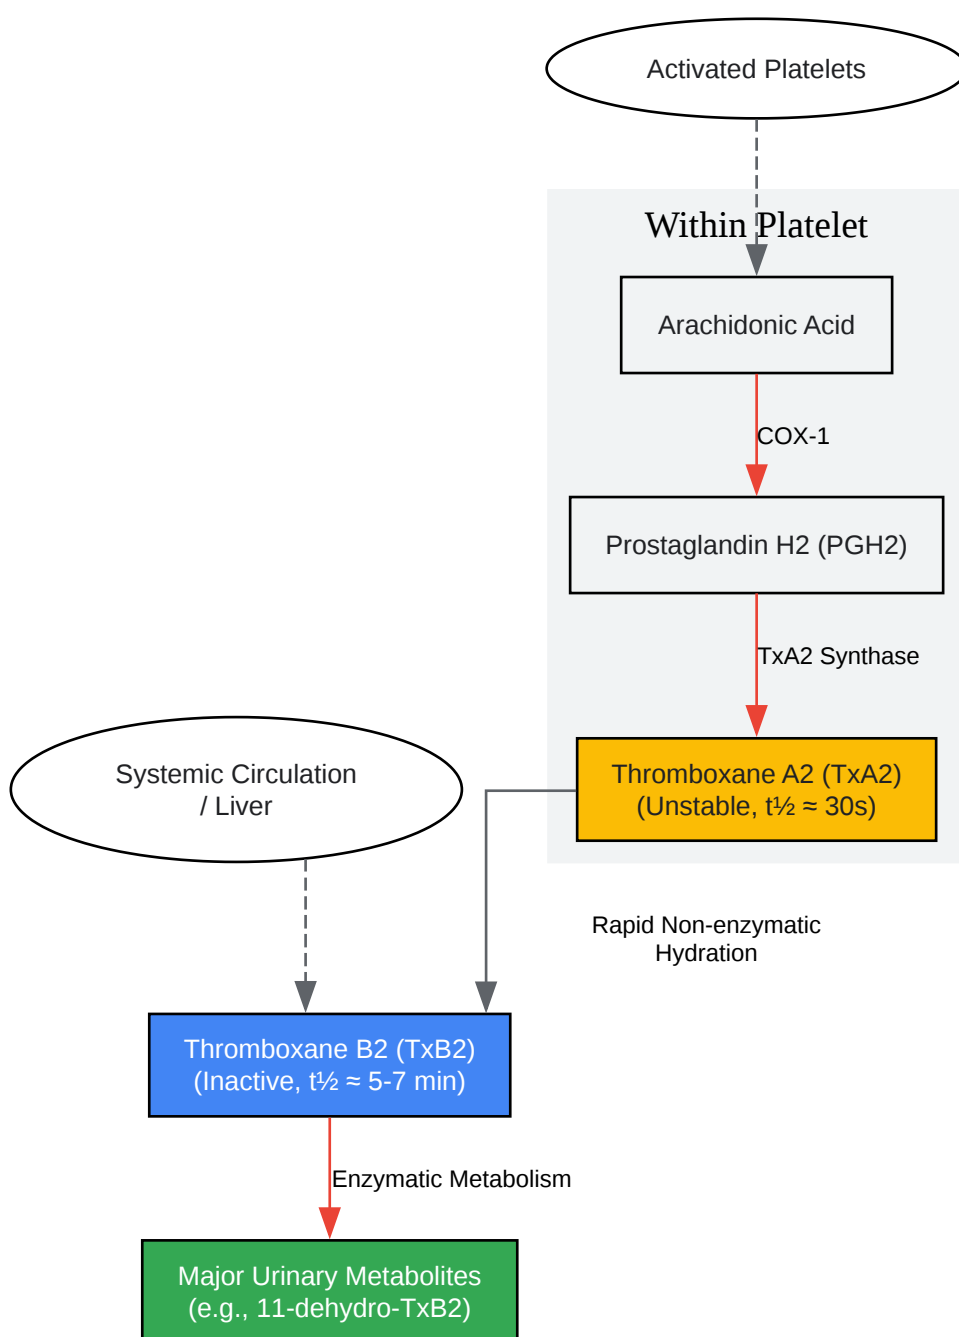 Activated Platelets
Within Platelet
Arachidonic Acid
COX-1
Prostaglandin H2 (PGH2)
TxA2 Synthase
Thromboxane A2 (TxA2)
(Unstable, t½ ≈ 30s)
Systemic Circulation
/ Liver
Rapid Non-enzymatic
Hydration
Thromboxane B2 (TxB2)
(Inactive, t½ ≈ 5-7 min)
Enzymatic Metabolism
Major Urinary Metabolites
(e.g., 11-dehydro-TxB2)